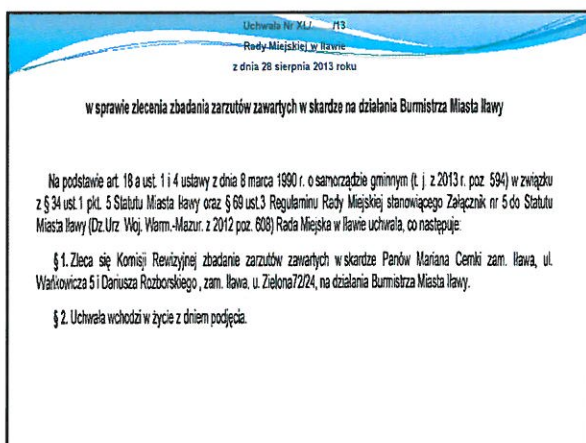 Uchwała Nr XL/ /13
Rady Miejskiej w Iławie
z dnia 28 sierpnia 2013 roku
w sprawie zlecenia zbadania zarzutów zawartych w skardze na działania Burmistrza Miasta Iławy
Na podstawie art. 18 a ust. 1 i 4 ustawy z dnia 8 marca 1990 r. o samorządzie gminnym (t. j. z 2013 r. poz. 594) w związku
z § 34 ust.1 pkt. 5 Statutu Miasta Iławy oraz § 69 ust.3 Regulaminu Rady Miejskiej stanowiącego Załącznik nr 5 do Statutu
Miasta Iławy (Dz.Urz. Woj. Warm.-Mazur. z 2012 poz. 608) Rada Miejska w Iławie uchwala, co następuje:
§ 1. Zleca się Komisji Rewizyjnej zbadanie zarzutów zawartych w skardze Panów Mariana Cernki zam. Iława, ul.
Wańkowicza 5 i Dariusza Rozborskiego , zam. Iława, u. Zielona72/24, na działania Burmistrza Miasta Iławy.
§ 2. Uchwała wchodzi w życie z dniem podjęcia.